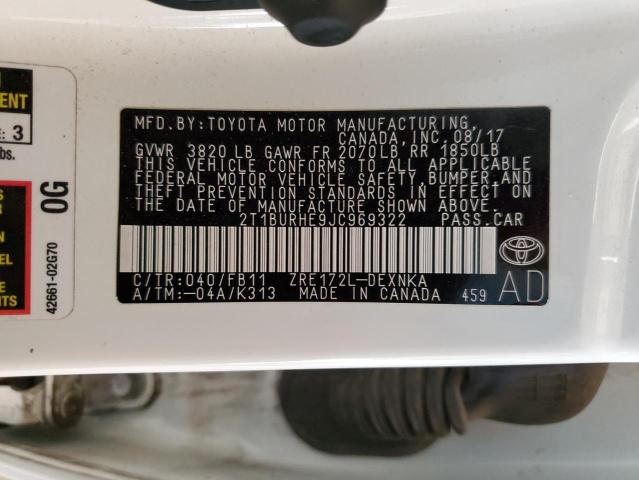 ENT
E: 3
bs.
42661-02G70
0G
MFD.BY:TOYOTA MOTOR MANUFACTURING,
CANADA, INC. 08/17
GVWR 3820 LB GAWR FR 2070LB RR 1850LB
THIS VEHICLE CONFORMS TO ALL APPLICABLE
FEDERAL MOTOR VEHICLE SAFETY, BUMPER, AND
THEFT PREVENTION STANDARDS IN EFFECT ON
THE DATE OF MANUFACTURE SHOWN ABOVE.
2T1BURHE9JC969322 PASS.CAR
C/TR:040/FB11 ZRE172L-DEXNKA
A/TM:-04A/K313 MADE IN CANADA 459
AD